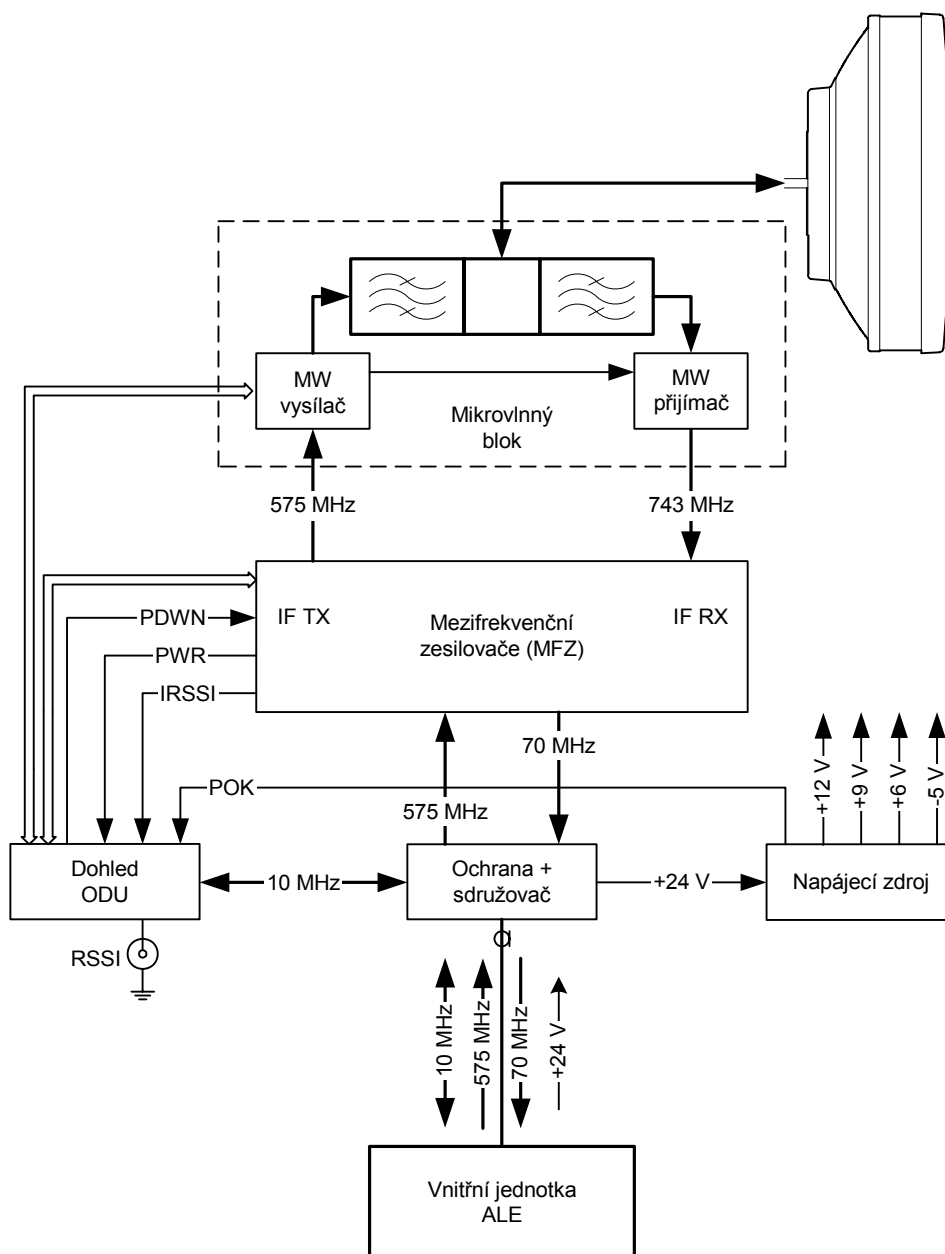 MW
vysílač
MW
přijímač
Mikrovlnný
blok
575 MHz
743 MHz
IF TX
Mezifrekvenční
zesilovače (MFZ)
IF RX
PDWN
PWR
IRSSI
70 MHz
POK
575 MHz
+12 V
+9 V
+6 V
-5 V
Dohled
ODU
10 MHz
Ochrana +
sdružovač
+24 V
Napájecí zdroj
RSSI
10 MHz
575 MHz
70 MHz
+24 V
Vnitřní jednotka
ALE